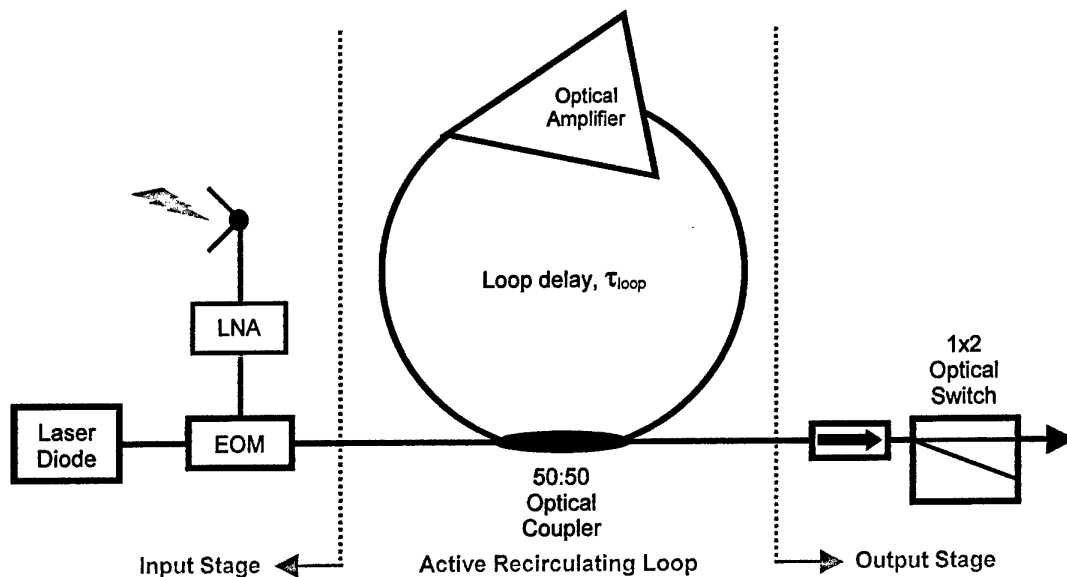 Optical
Amplifier
Loop delay, τloop
LNA
Laser
Diode
EOM
1x2
Optical
Switch
50:50
Optical
Coupler
Input Stage
Active Recirculating Loop
Output Stage